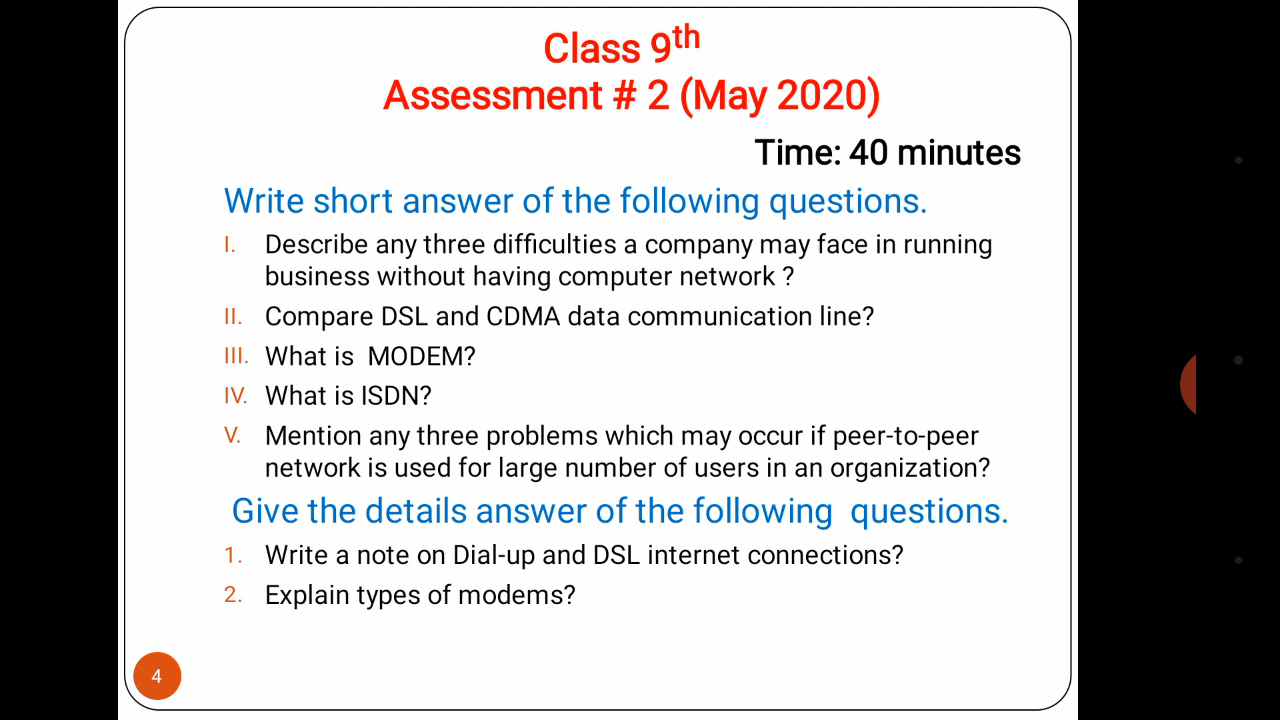 Class 9th
Assessment # 2 (May 2020)
Time: 40 minutes
Write short answer of the following questions.
I. Describe any three difficulties a company may face in running
business without having computer network ?
II. Compare DSL and CDMA data communication line?
III. What is MODEM?
IV. What is ISDN?
V. Mention any three problems which may occur if peer-to-peer
network is used for large number of users in an organization?
Give the details answer of the following questions.
1. Write a note on Dial-up and DSL internet connections?
2. Explain types of modems?
4